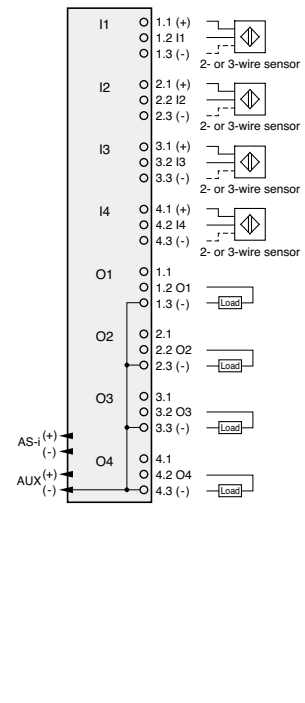 I1
1.1 (+)
1.2 I1
1.3 (-)
2- or 3-wire sensor
I2
2.1 (+)
2.2 I2
2.3 (-)
2- or 3-wire sensor
I3
3.1 (+)
3.2 I3
3.3 (-)
2- or 3-wire sensor
I4
4.1 (+)
4.2 I4
4.3 (-)
2- or 3-wire sensor
O1
1.1
1.2 O1
1.3 (-)
Load
O2
2.1
2.2 O2
2.3 (-)
Load
O3
3.1
3.2 O3
3.3 (-)
Load
O4
4.1
4.2 O4
4.3 (-)
Load
AS-i
(+)
(-)
AUX
(+)
(-)